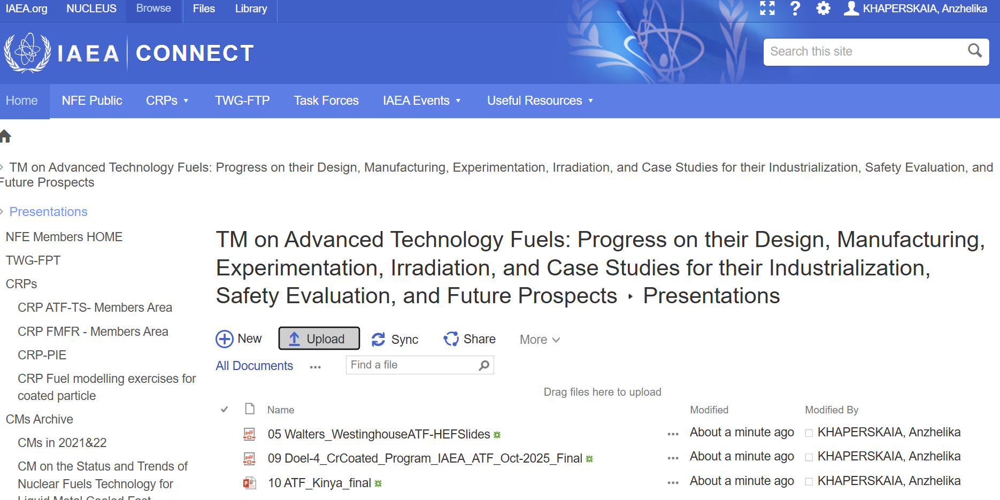 IAEA.org NUCLEUS Browse Files Library KHAPERSKAIA, Anzhelika
IAEA CONNECT
Search this site
Home NFE Public CRPs TWG-FTP Task Forces IAEA Events Useful Resources
TM on Advanced Technology Fuels: Progress on their Design, Manufacturing, Experimentation, Irradiation, and Case Studies for their Industrialization, Safety Evaluation, and
Future Prospects
Presentations
NFE Members HOME
TWG-FPT
CRPs
CRP ATF-TS- Members Area
CRP FMFR - Members Area
CRP-PIE
CRP Fuel modelling exercises for
coated particle
CMs Archive
CMs in 2021&22
CM on the Status and Trends of
Nuclear Fuels Technology for
Liquid Metal Cooled Fast
TM on Advanced Technology Fuels: Progress on their Design, Manufacturing,
Experimentation, Irradiation, and Case Studies for their Industrialization,
Safety Evaluation, and Future Prospects ▸ Presentations
New Upload Sync Share More
All Documents ... Find a file
Drag files here to upload
Name Modified Modified By
05 Walters_WestinghouseATF-HEFSlides ... About a minute ago KHAPERSKAIA, Anzhelika
09 Doel-4_CrCoated_Program_IAEA_ATF_Oct-2025_Final ... About a minute ago KHAPERSKAIA, Anzhelika
10 ATF_Kinya_final ... About a minute ago KHAPERSKAIA, Anzhelika